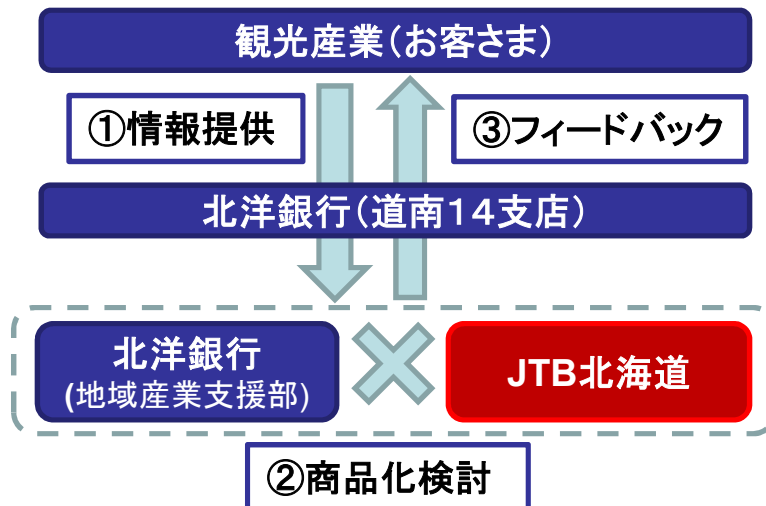 観光産業(お客さま)
①情報提供
③フィードバック
北洋銀行(道南14支店)
北洋銀行
(地域産業支援部)
JTB北海道
②商品化検討